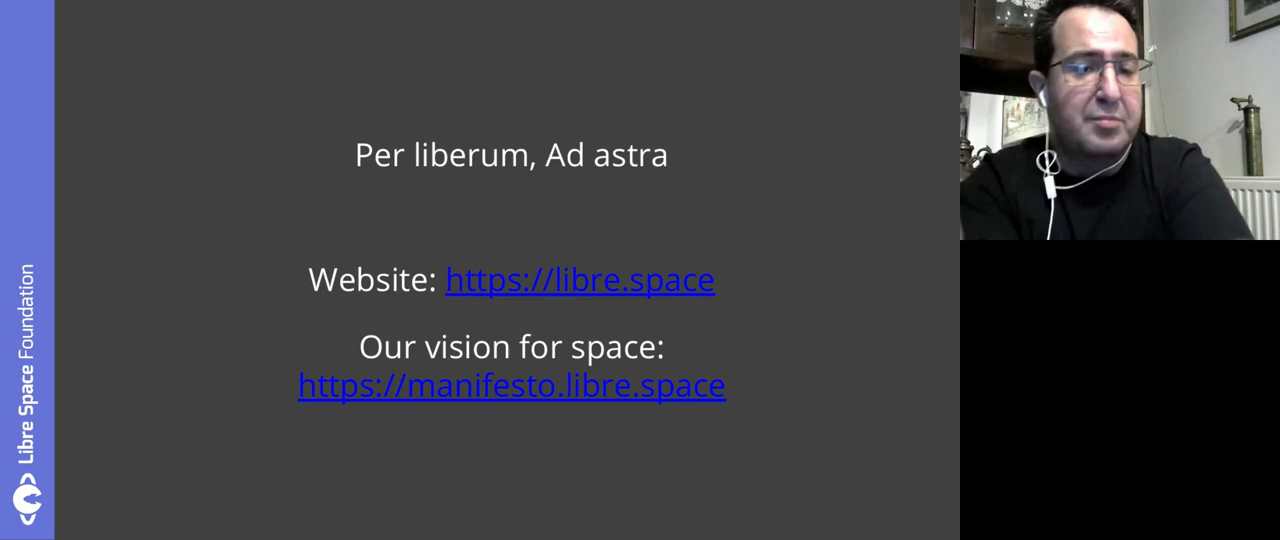 Per liberum, Ad astra
Website: https://libre.space
Our vision for space:
https://manifesto.libre.space
Libre Space Foundation